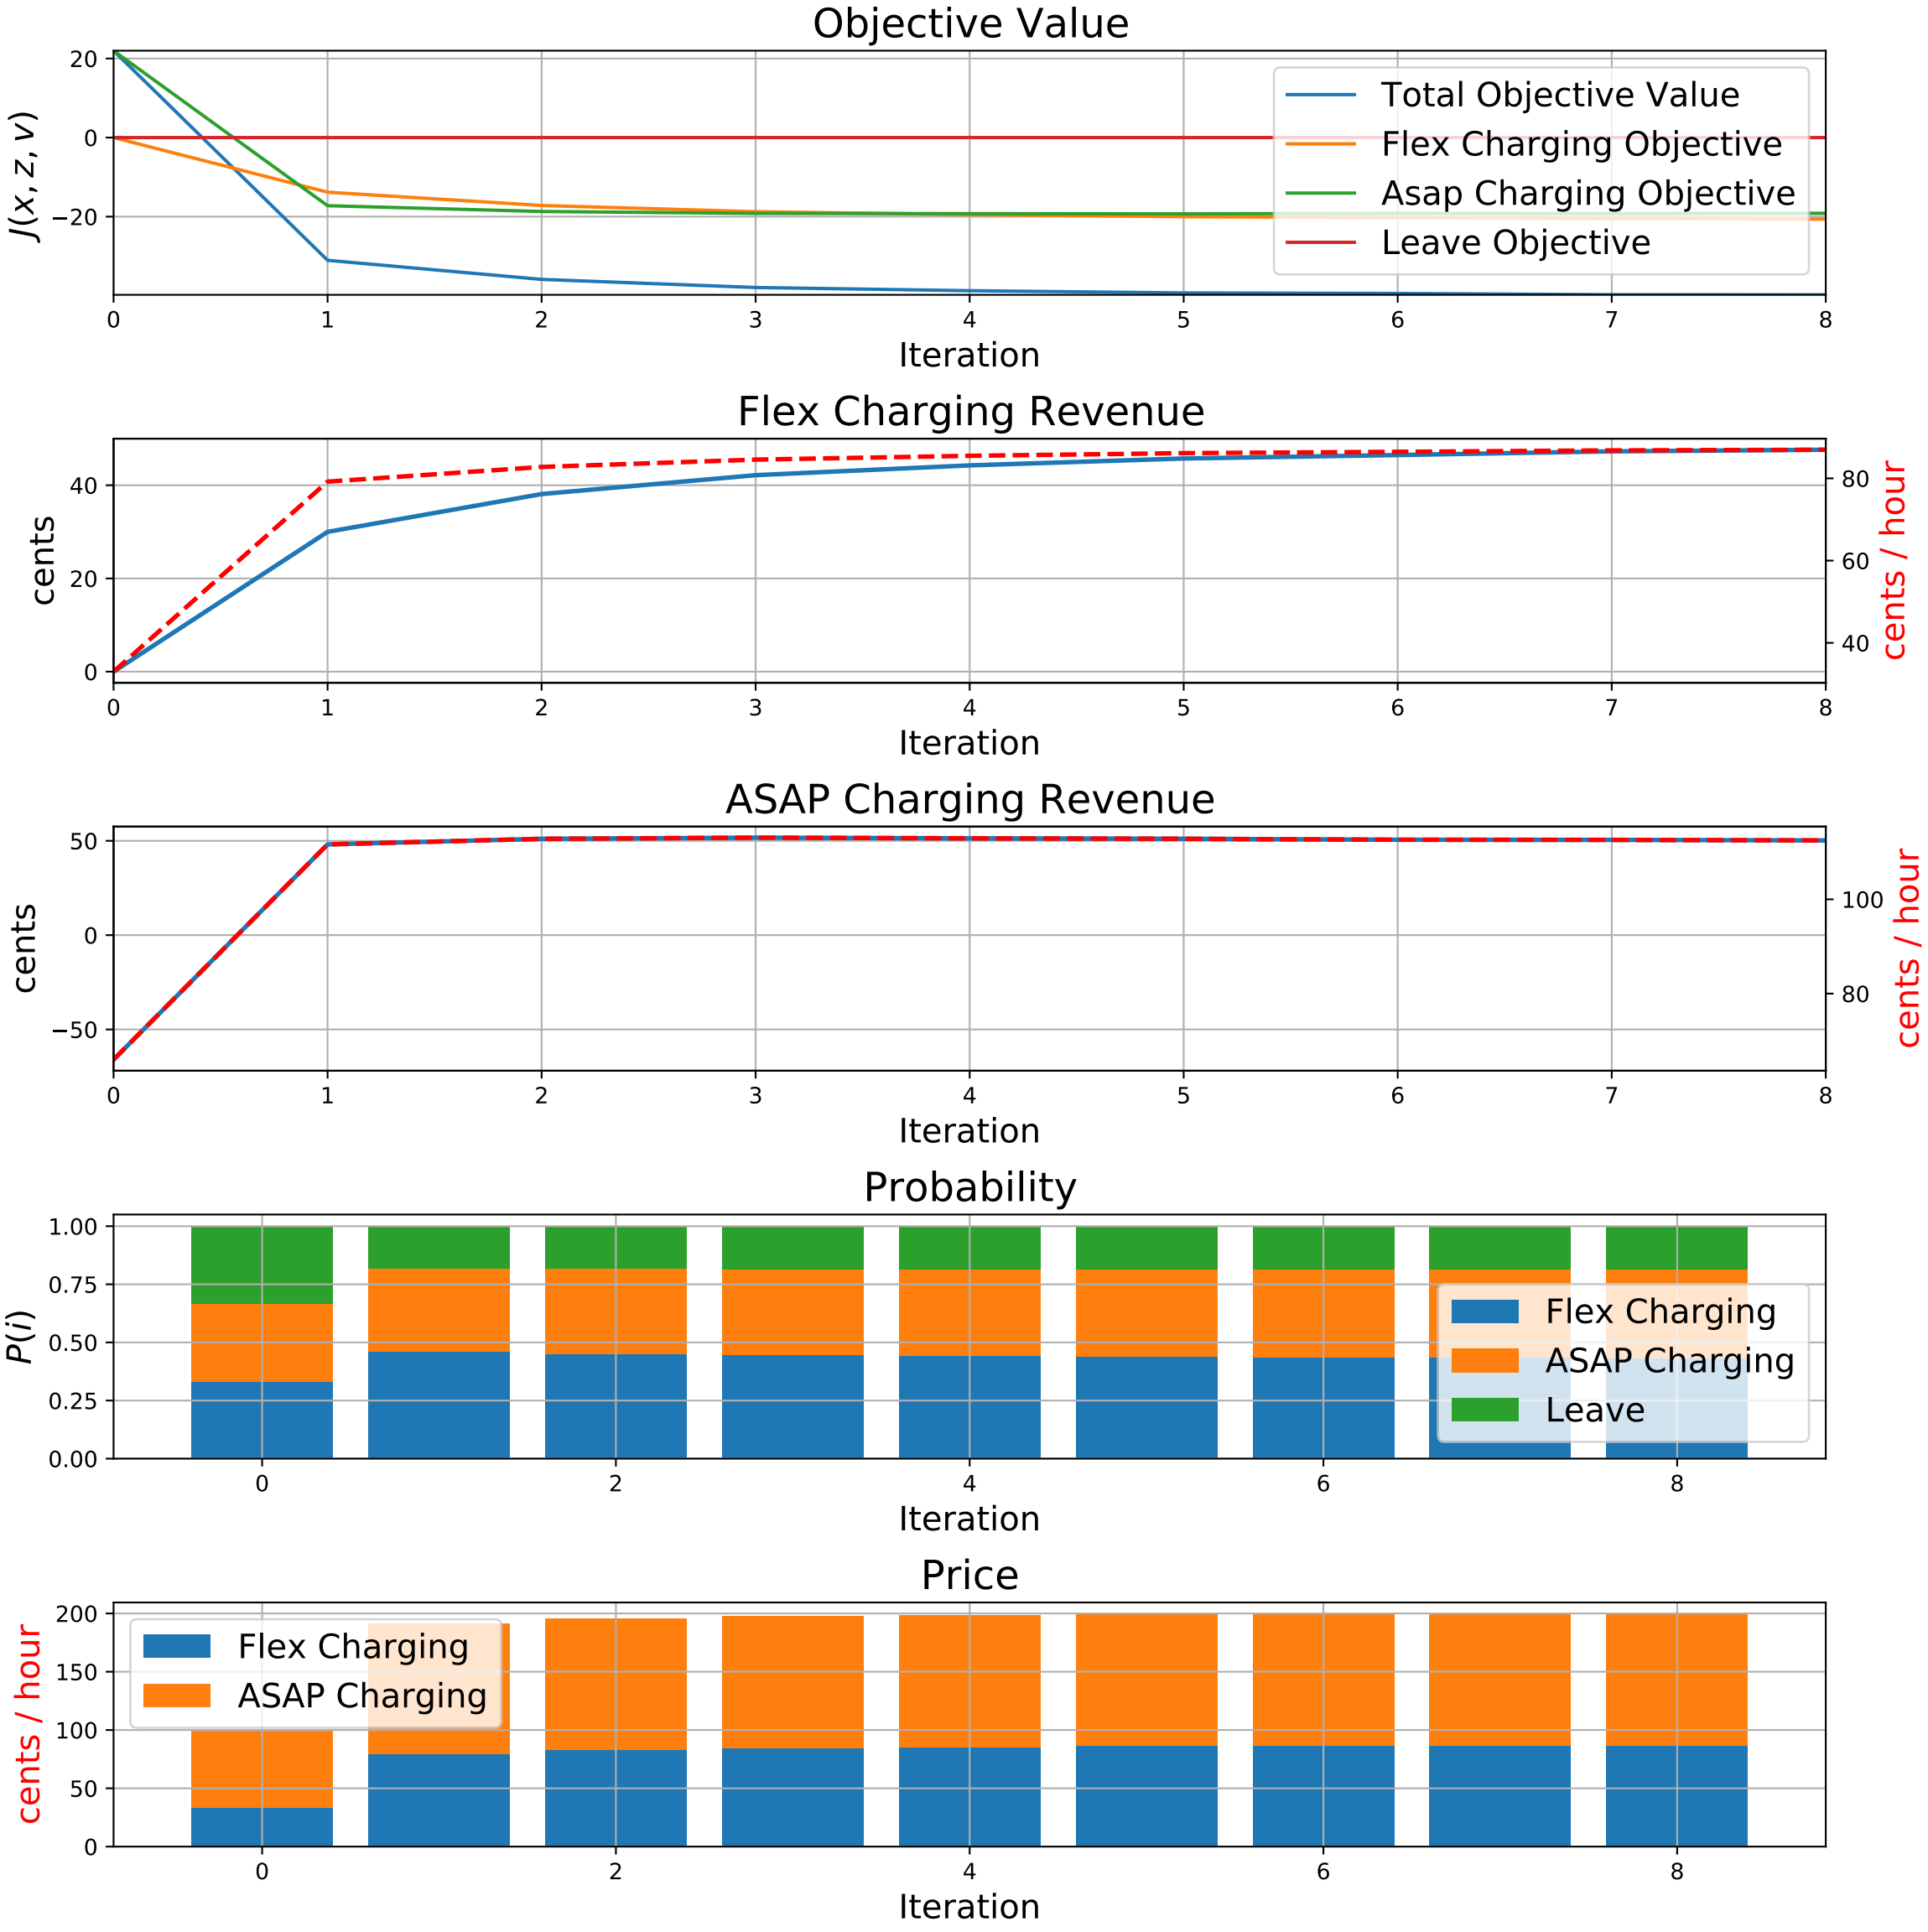 Objective Value
20
0
−20
J(x, z, v)
Total Objective Value
Flex Charging Objective
Asap Charging Objective
Leave Objective
0 1 2 3 4 5 6 7 8
Iteration
Flex Charging Revenue
40
20
0
cents
80
60
40
cents / hour
0 1 2 3 4 5 6 7 8
Iteration
ASAP Charging Revenue
50
0
−50
cents
100
80
cents / hour
0 1 2 3 4 5 6 7 8
Iteration
Probability
1.00
0.75
0.50
0.25
0.00
P(i)
Flex Charging
ASAP Charging
Leave
0 2 4 6 8
Iteration
Price
200
150
100
50
0
cents / hour
Flex Charging
ASAP Charging
0 2 4 6 8
Iteration